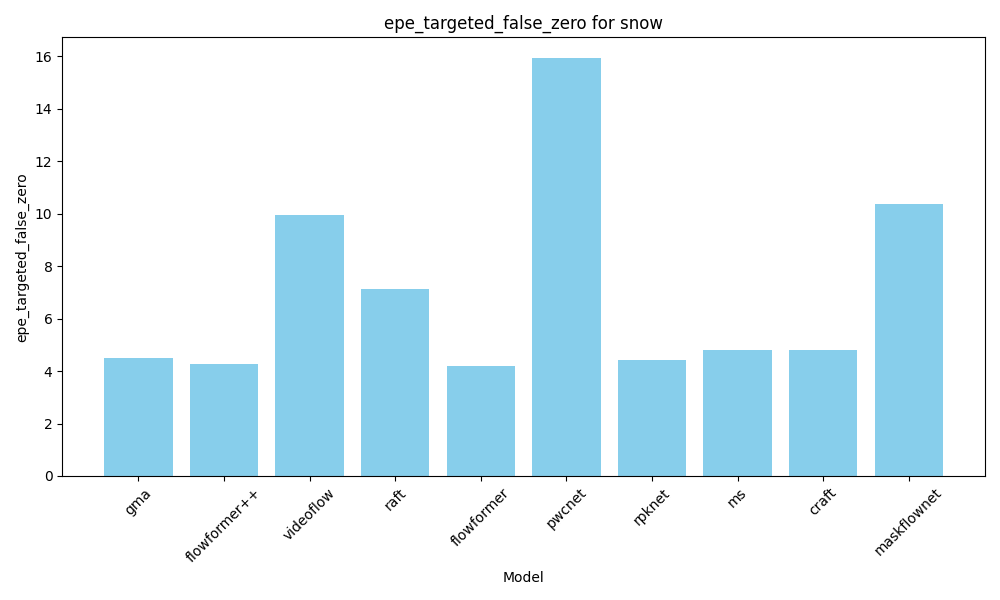 epe_targeted_false_zero for snow
epe_targeted_false_zero
16
14
12
10
8
6
4
2
0
gma
flowformer++
videoflow
raft
flowformer
pwcnet
rpknet
ms
craft
maskflownet
Model